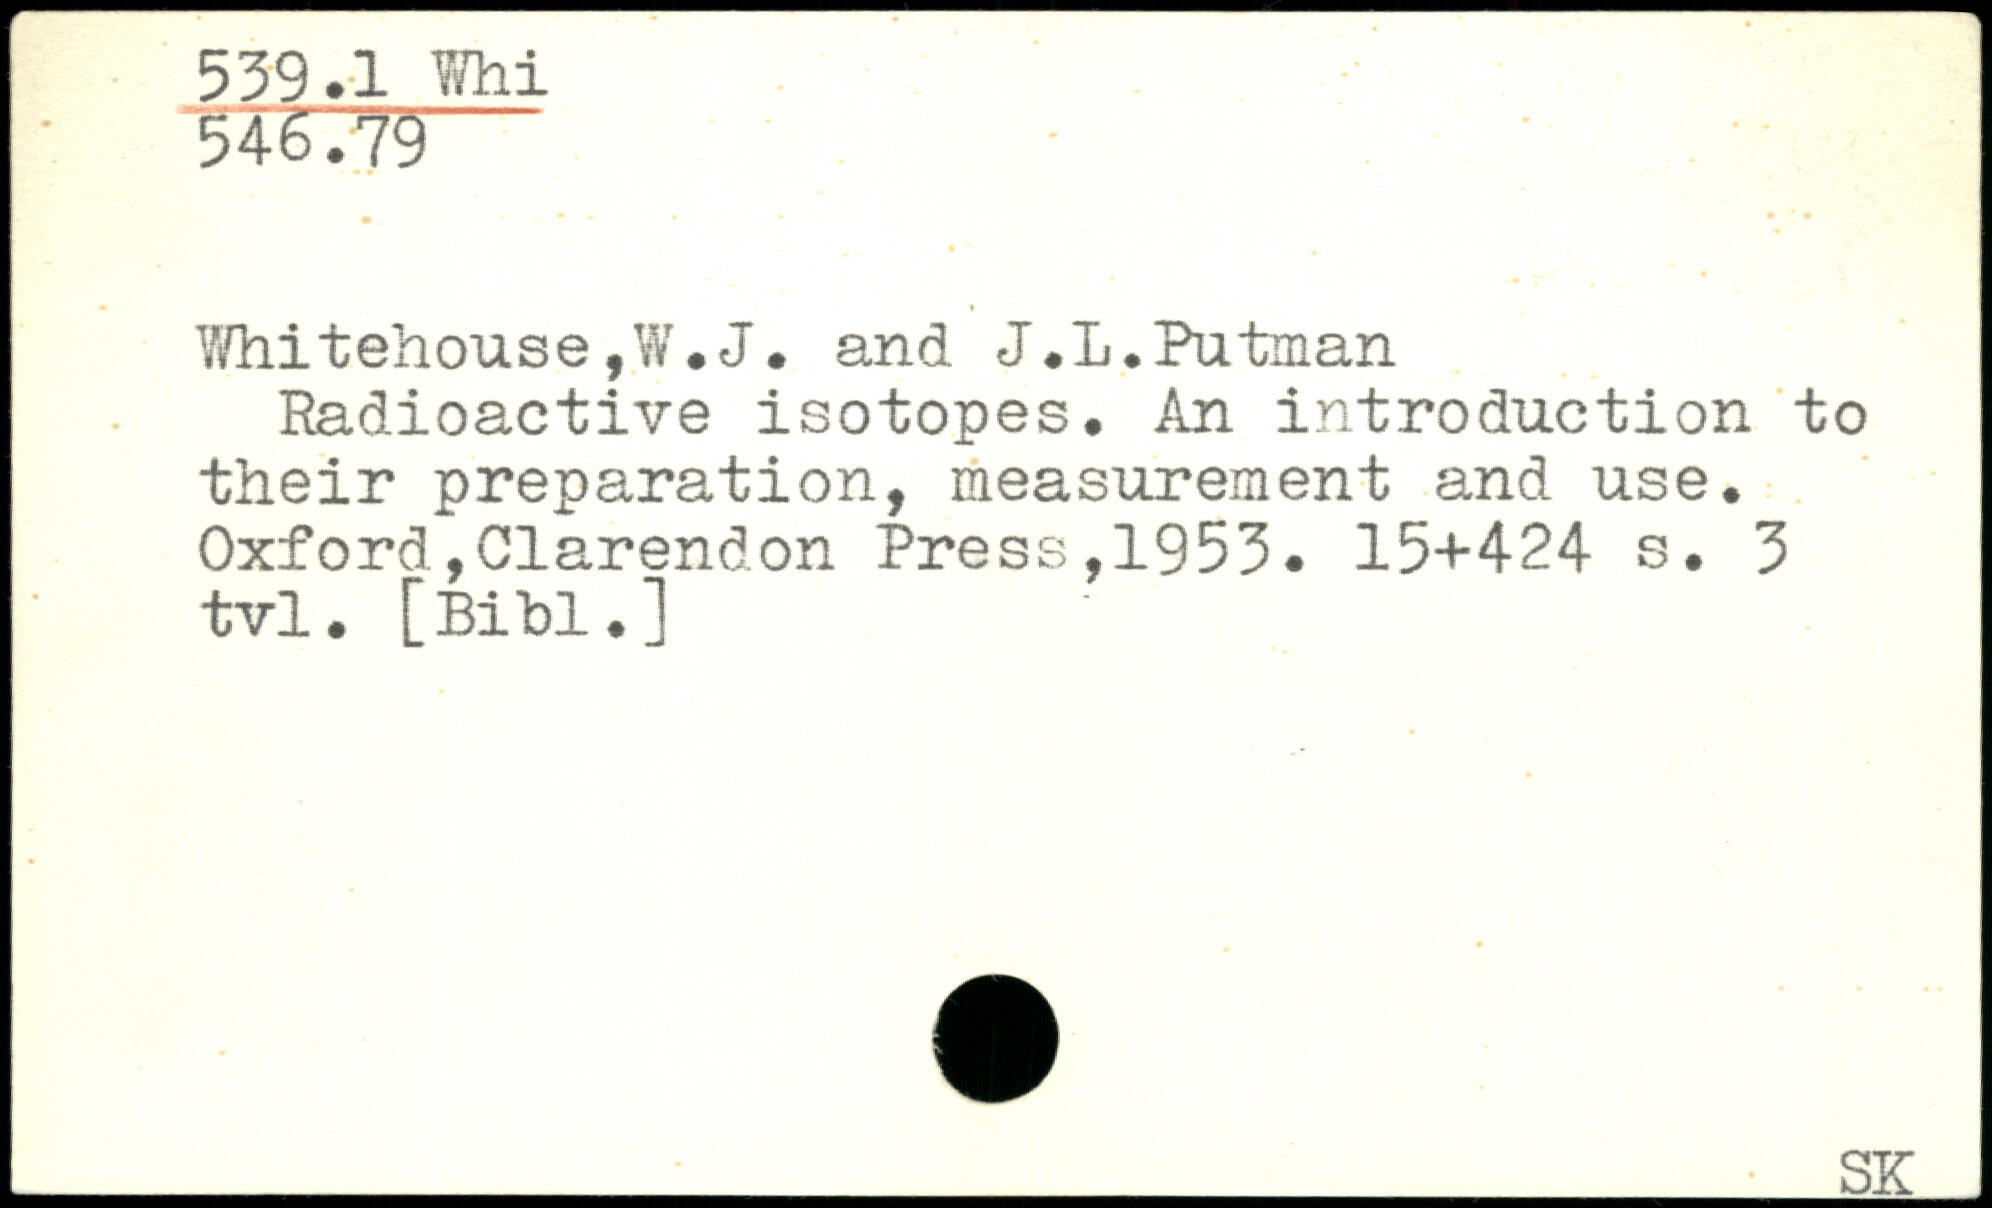 539.1 Whi
546.79
Whitehouse,W.J. and J.L.Putman
Radioactive isotopes. An introduction to
their preparation, measurement and use.
Oxford,Clarendon Press,1953. 15+424 s. 3
tvl. [Bibl.]
SK